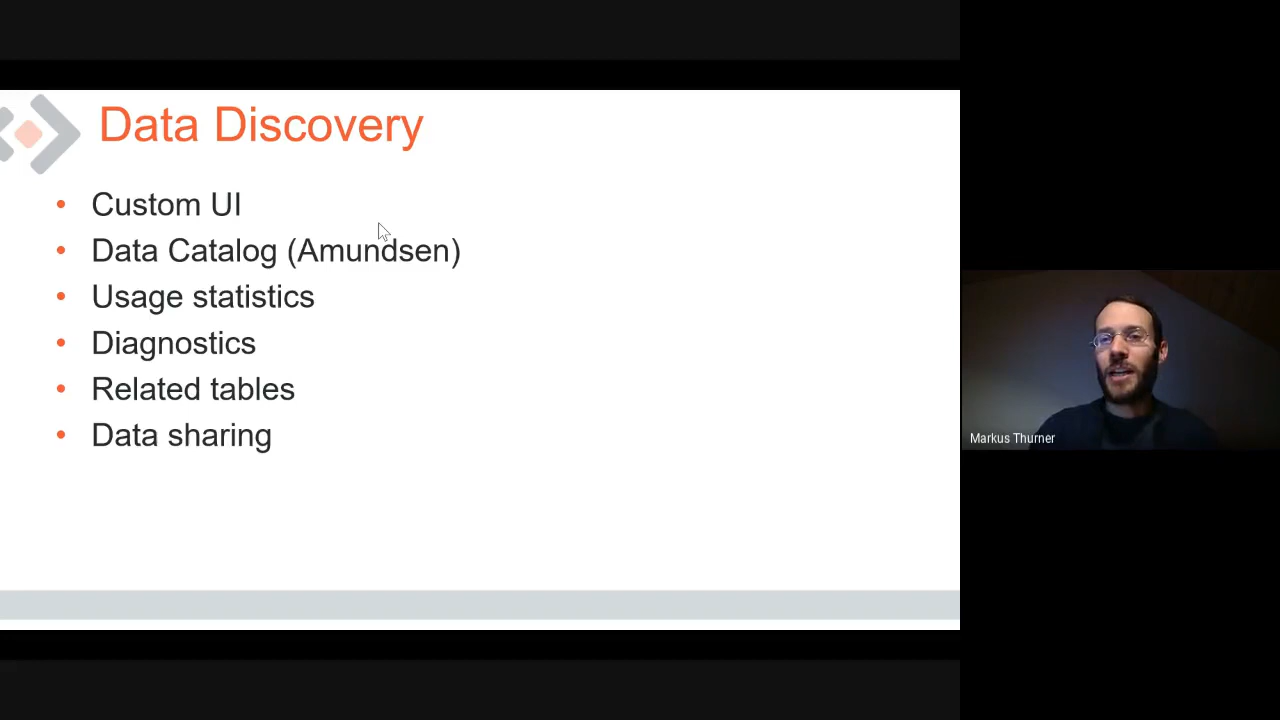 Data Discovery
• Custom UI
• Data Catalog (Amundsen)
• Usage statistics
• Diagnostics
• Related tables
• Data sharing
Markus Thurner